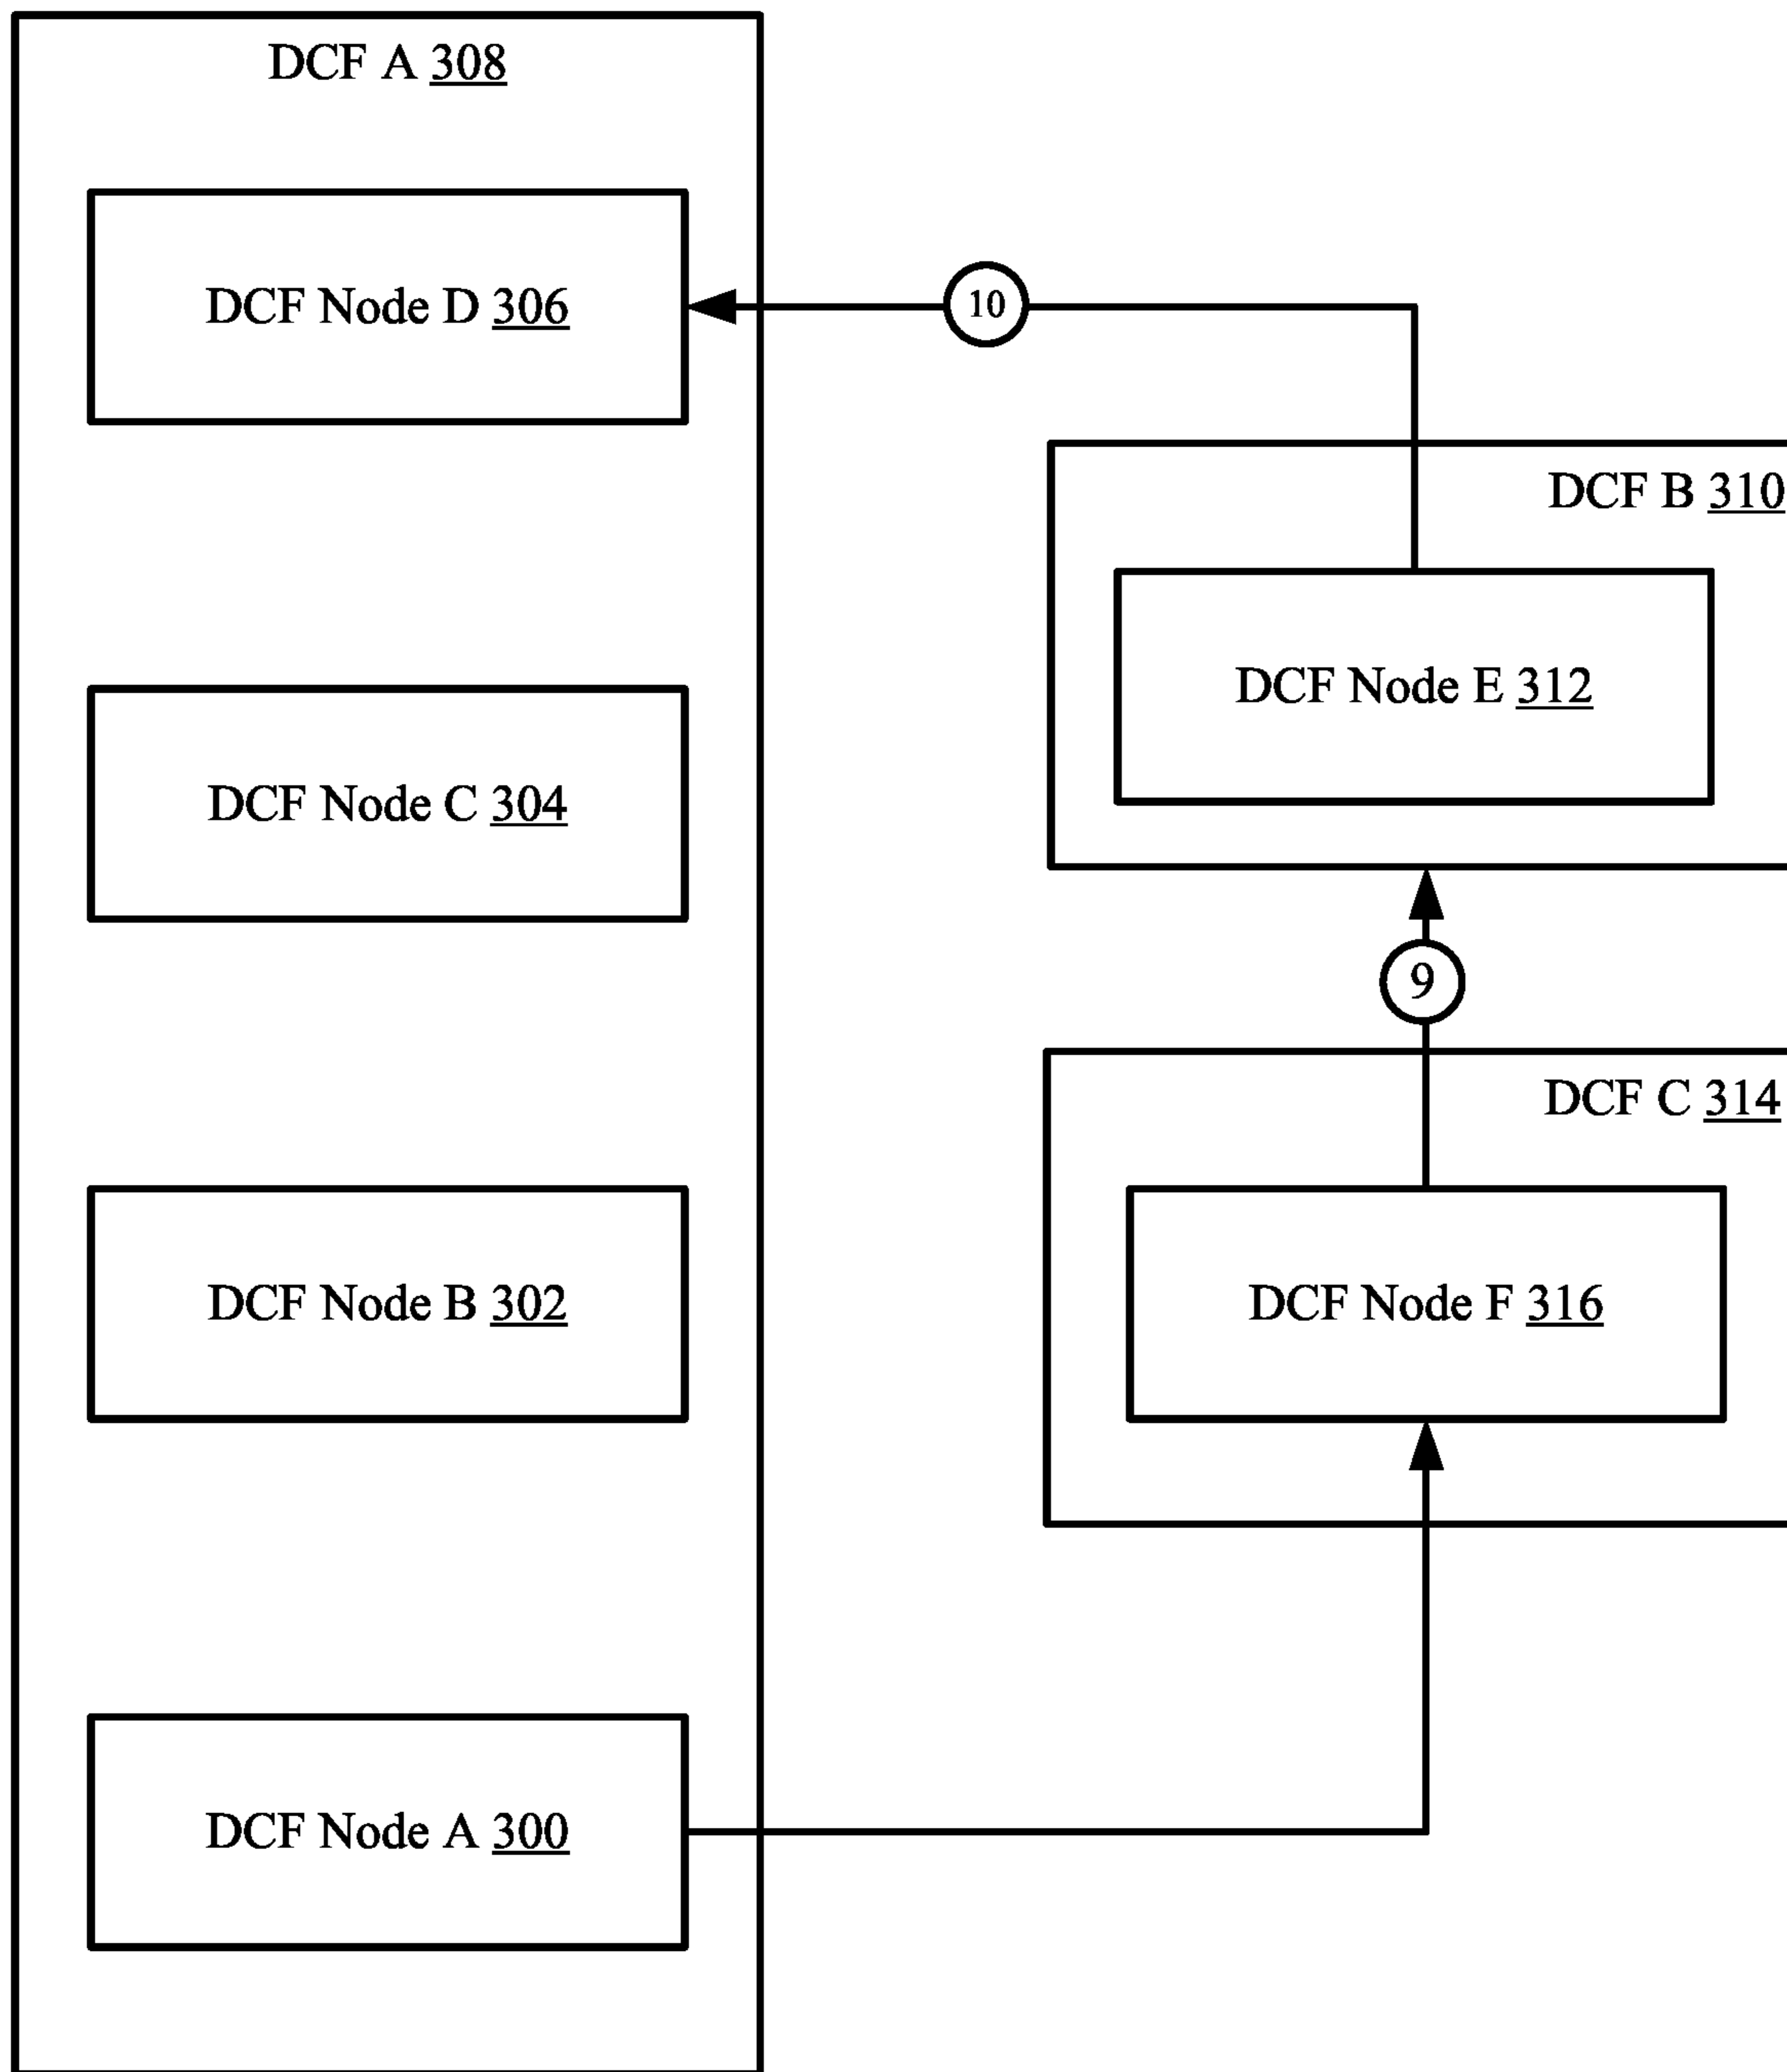 DCF A 308
DCF Node D 306
10
DCF B 310
DCF Node E 312
DCF Node C 304
9
DCF C 314
DCF Node B 302
DCF Node F 316
DCF Node A 300